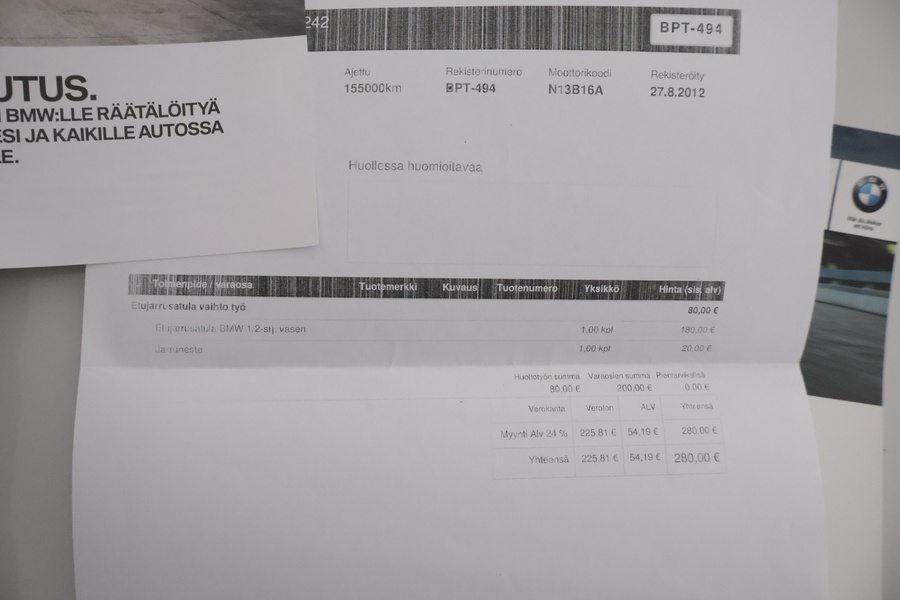 242
BPT-494
UTUS.
BMW:LLE RÄÄTÄLÖITYÄ
ESI JA KAIKILLE AUTOSSA
LE.
Ajettu Rekisterinumero Moottorikoodi Rekisteröity
155000km BPT-494 N13B16A 27.8.2012
Huollossa huomioitavaa
BMW
Toimenpide / varaosa Tuotemerkki Kuvaus Tuotenumero Yksikkö Hinta (sis. alv)
Etujarrusatula vaihto työ 80,00 €
Etujarrusatula BMW 1/2-srj. vasen 1,00 kpl 180,00 €
Jarruneste 1,00 kpl 20,00 €
Huoltotyön summa Varaosien summa Pientarvikelisä
80,00 € 200,00 € 0,00 €
Verokanta Veroton ALV Yhteensä
Myynti Alv 24 % 225,81 € 54,19 € 280,00 €
Yhteensä 225,81 € 54,19 € 280,00 €